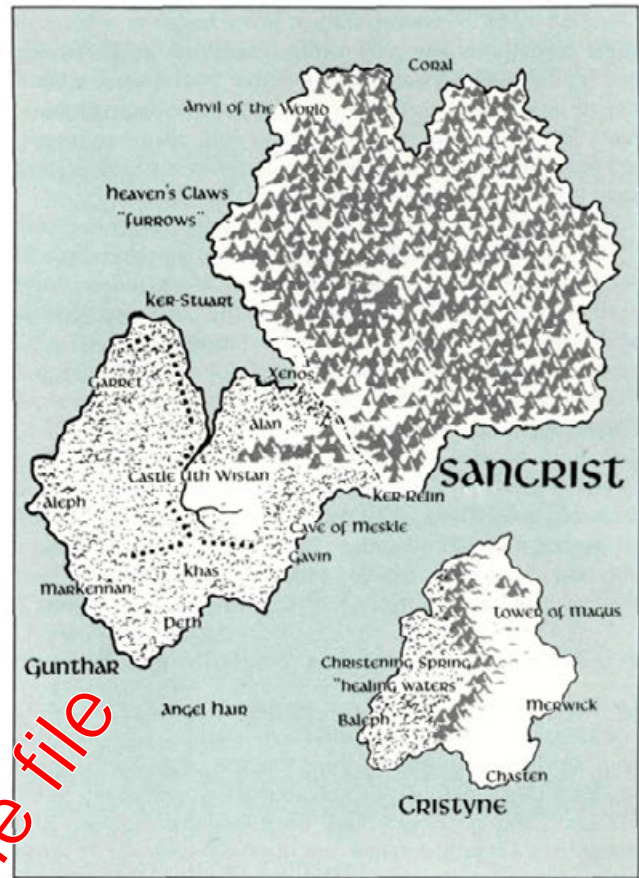 Coral
Anvil of the World
Heaven's Claws
"Furrows"
Ker-Stuart
Garret
Xenos
Alan
SANCRIST
Castle Uth Wistan
Ker-Relin
Aleph
Cave of Meskle
Gavin
Khas
Markennan
Peth
Tower of Magus
Gunthar
Christening Spring
"healing waters"
Angel Hair
Baleph
Merwick
Chasten
CRISTYNE
e file